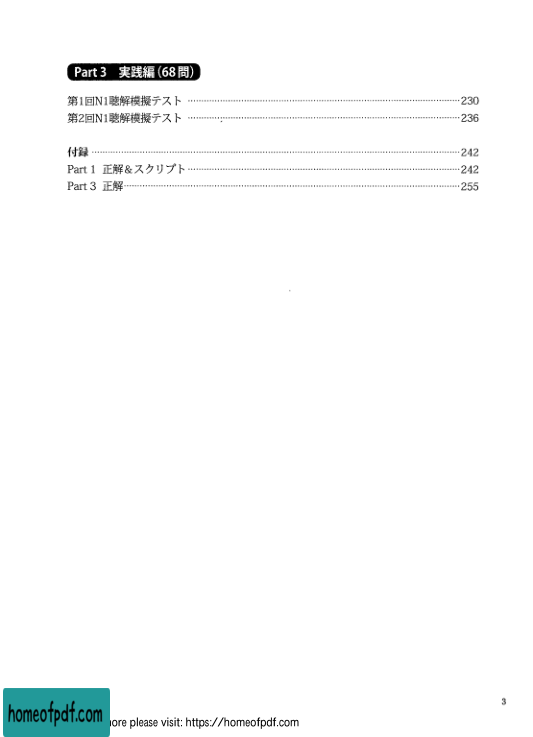 Part 3 実践編(68問)
第1回N1聴解模擬テスト ……………………………………………230
第2回N1聴解模擬テスト ……………………………………………236
付録 ……………………………………………242
Part 1 正解&スクリプト……………………………………………242
Part 3 正解……………………………………………255
3
homeofpdf.com
more please visit: https://homeofpdf.com